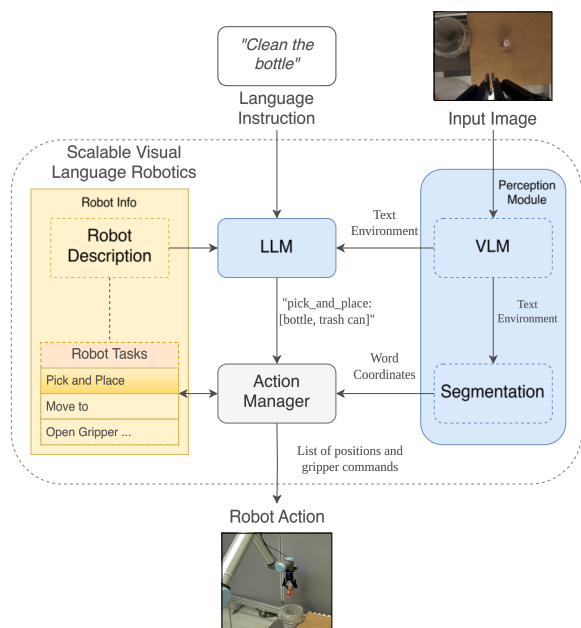 "Clean the
bottle"
Language
Instruction
Input Image
Scalable Visual
Language Robotics
Robot Info
Robot
Description
LLM
Text
Environment
Perception
Module
VLM
"pick_and_place:
[bottle, trash can]"
Text
Environment
Robot Tasks
Pick and Place
Move to
Open Gripper ...
Action
Manager
Word
Coordinates
Segmentation
List of positions and
gripper commands
Robot Action